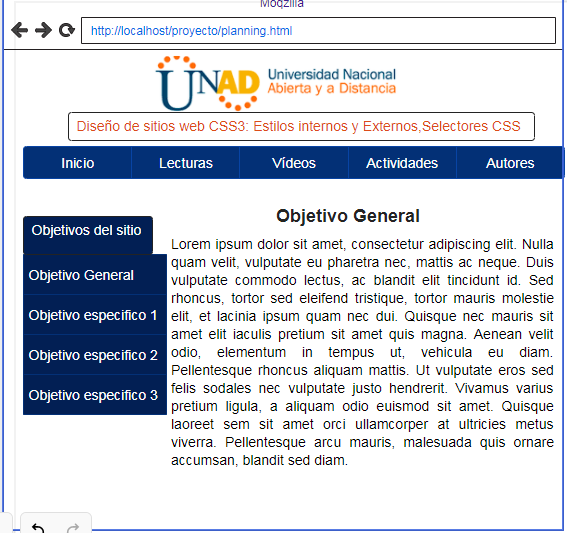 Moqzilla
http://localhost/proyecto/planning.html
UNAD Universidad Nacional
Abierta y a Distancia
Diseño de sitios web CSS3: Estilos internos y Externos,Selectores CSS
Inicio Lecturas Vídeos Actividades Autores
Objetivos del sitio
Objetivo General
Objetivo especifico 1
Objetivo especifico 2
Objetivo especifico 3
Objetivo General
Lorem ipsum dolor sit amet, consectetur adipiscing elit. Nulla
quam velit, vulputate eu pharetra nec, mattis ac neque. Duis
vulputate commodo lectus, ac blandit elit tincidunt id. Sed
rhoncus, tortor sed eleifend tristique, tortor mauris molestie
elit, et lacinia ipsum quam nec dui. Quisque nec mauris sit
amet elit iaculis pretium sit amet quis magna. Aenean velit
odio, elementum in tempus ut, vehicula eu diam.
Pellentesque rhoncus aliquam mattis. Ut vulputate eros sed
felis sodales nec vulputate justo hendrerit. Vivamus varius
pretium ligula, a aliquam odio euismod sit amet. Quisque
laoreet sem sit amet orci ullamcorper at ultricies metus
viverra. Pellentesque arcu mauris, malesuada quis ornare
accumsan, blandit sed diam.